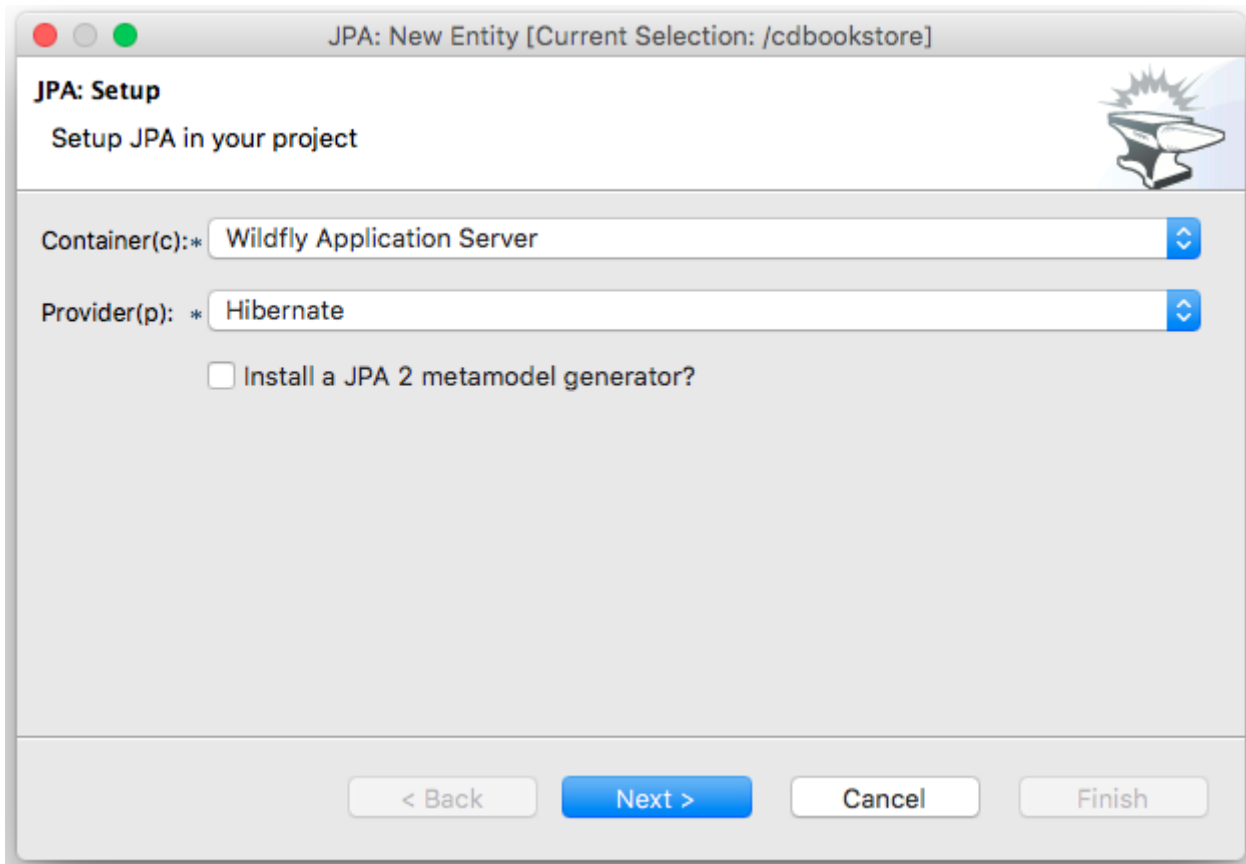 JPA: New Entity [Current Selection: /cdbookstore]
JPA: Setup
Setup JPA in your project
Container(c):* Wildfly Application Server
Provider(p): * Hibernate
Install a JPA 2 metamodel generator?
< Back Next > Cancel Finish